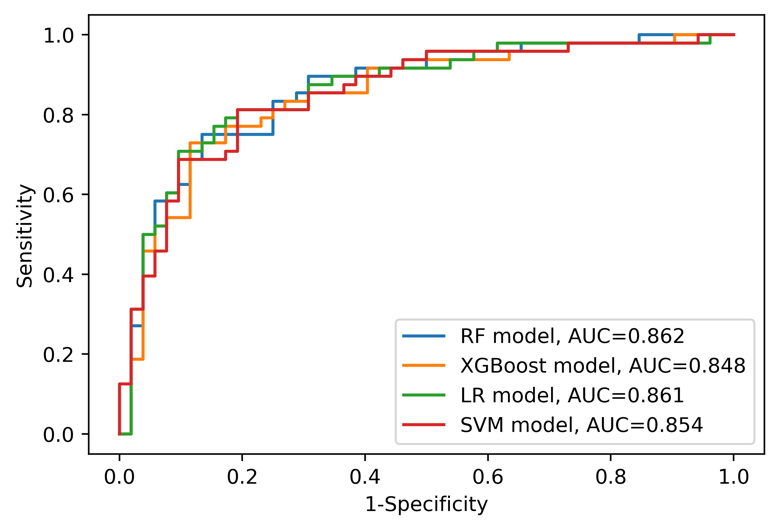 1.0
0.8
0.6
0.4
0.2
0.0
Sensitivity
RF model, AUC=0.862
XGBoost model, AUC=0.848
LR model, AUC=0.861
SVM model, AUC=0.854
0.0 0.2 0.4 0.6 0.8 1.0
1-Specificity